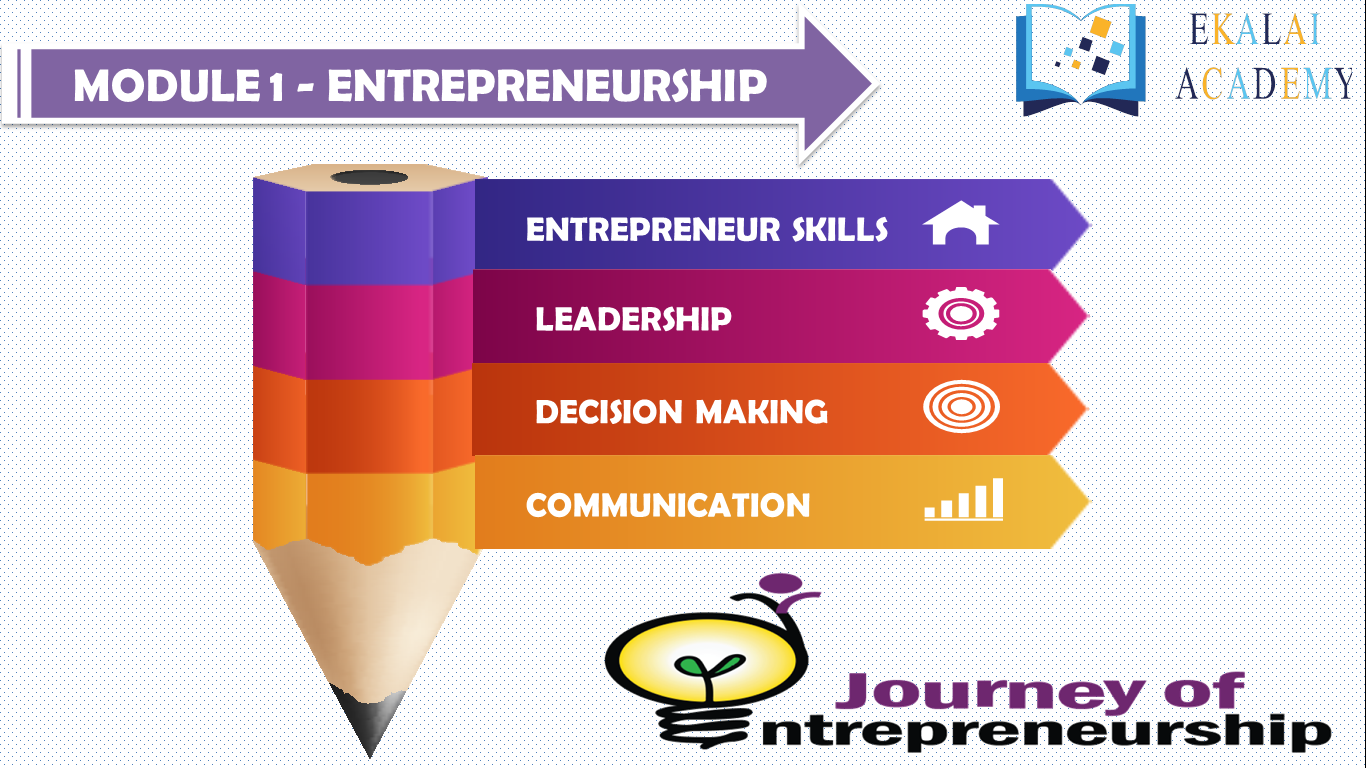 MODULE 1 - ENTREPRENEURSHIP
EKALAI
ACADEMY
ENTREPRENEUR SKILLS
LEADERSHIP
DECISION MAKING
COMMUNICATION
Journey of
ntrepreneurship